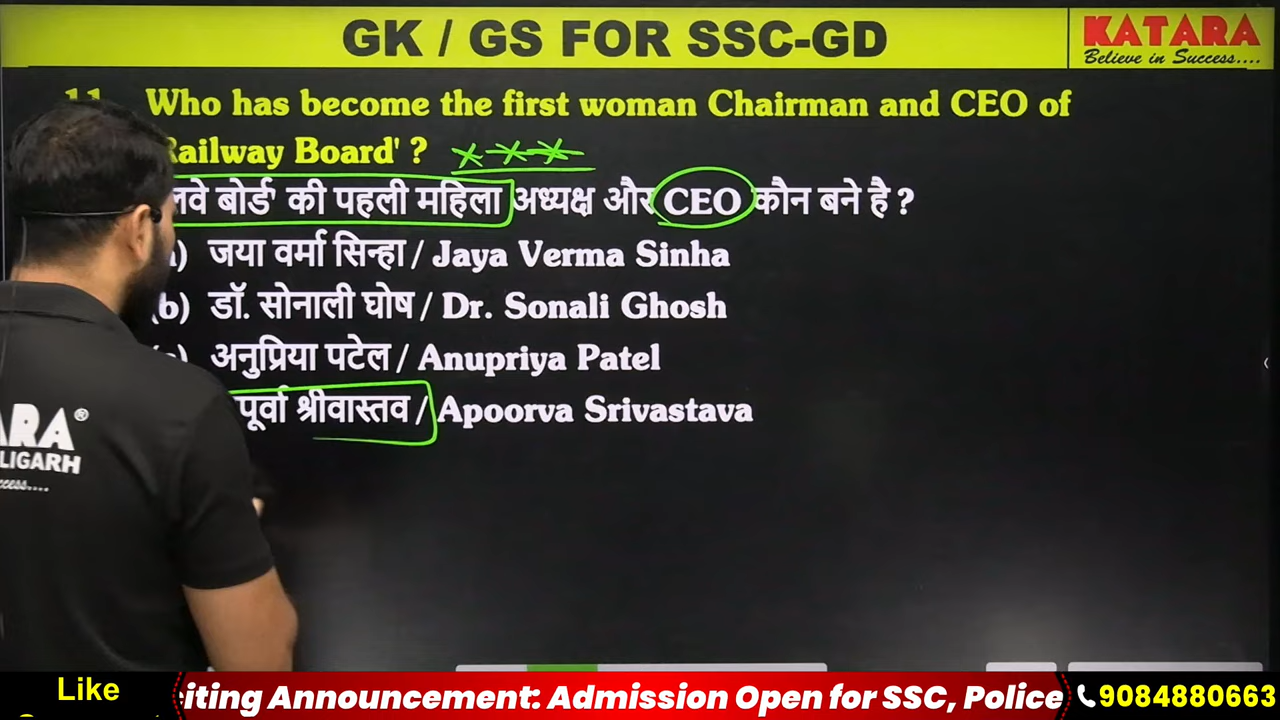 GK / GS FOR SSC-GD
KATARA
Believe in Success....
11. Who has become the first woman Chairman and CEO of
Railway Board' ?
लवे बोर्ड' की पहली महिला अध्यक्ष और CEO कौन बने है ?
) जया वर्मा सिन्हा / Jaya Verma Sinha
(b) डॉ. सोनाली घोष / Dr. Sonali Ghosh
) अनुप्रिया पटेल / Anupriya Patel
पूर्वा श्रीवास्तव / Apoorva Srivastava
ARA®
LIGARH
ccess....
Like
iting Announcement: Admission Open for SSC, Police
9084880663